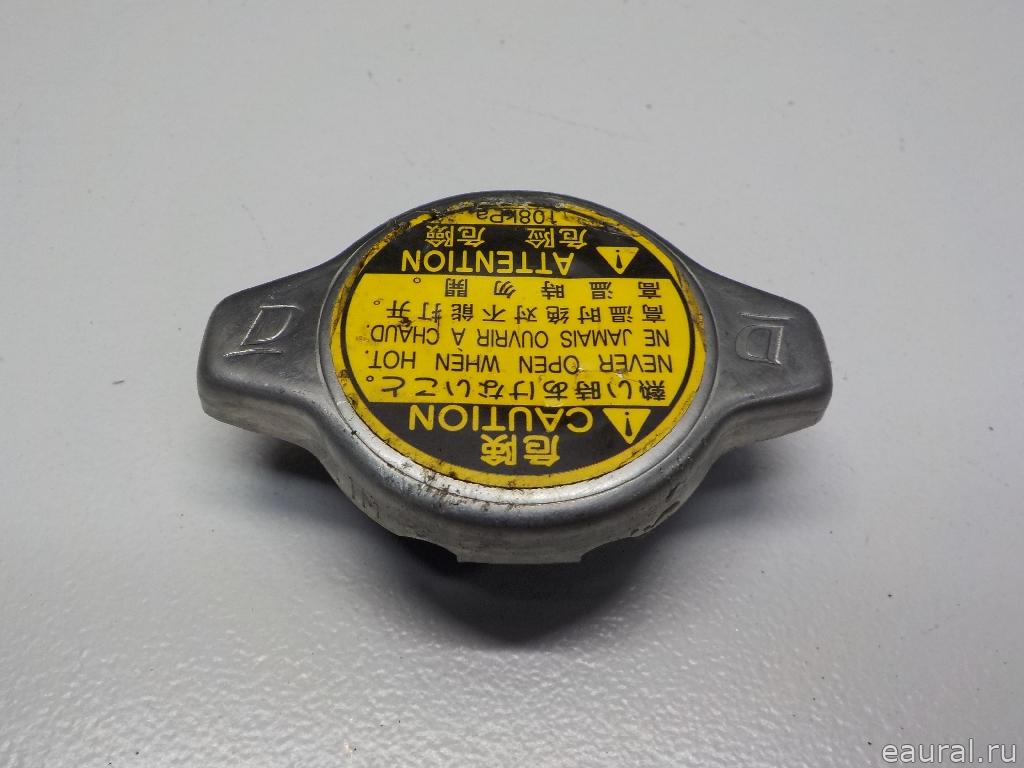 危険
CAUTION
熱い時あけないこと。
NEVER OPEN WHEN HOT.
NE JAMAIS OUVRIR A CHAUD.
高温时绝对不能打开
高溫時勿開。
ATTENTION
危险 危險
108kPa
D
D
eaural.ru